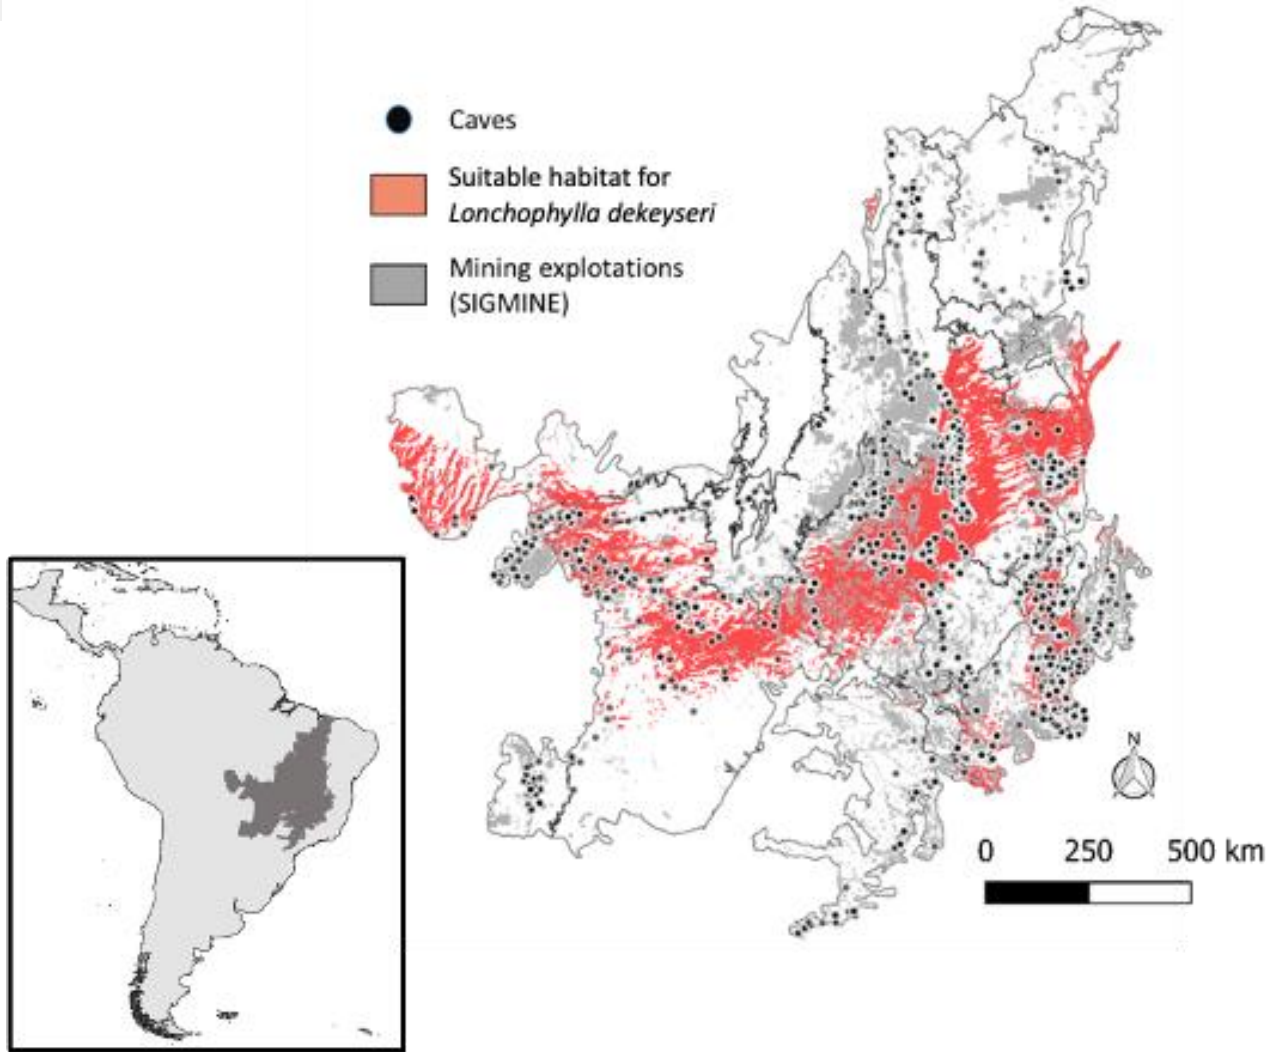 Caves
Suitable habitat for
Lonchophylla dekeyseri
Mining explotations
(SIGMINE)
N
0 250 500 km